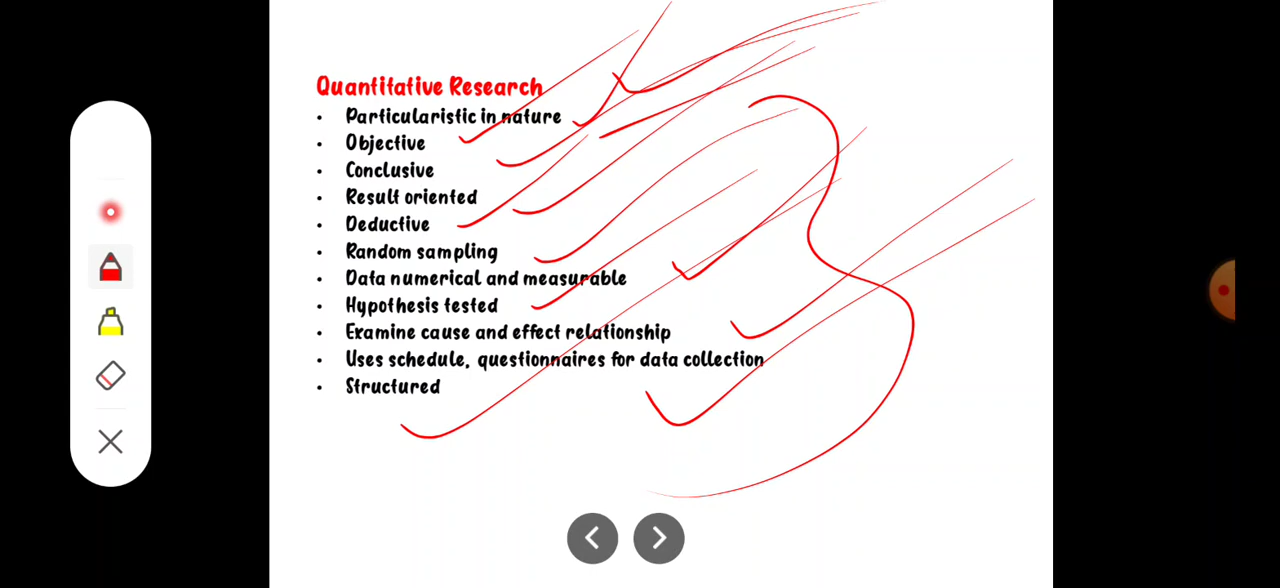 Quantitative Research
• Particularistic in nature
• Objective
• Conclusive
• Result oriented
• Deductive
• Random sampling
• Data numerical and measurable
• Hypothesis tested
• Examine cause and effect relationship
• Uses schedule, questionnaires for data collection
• Structured